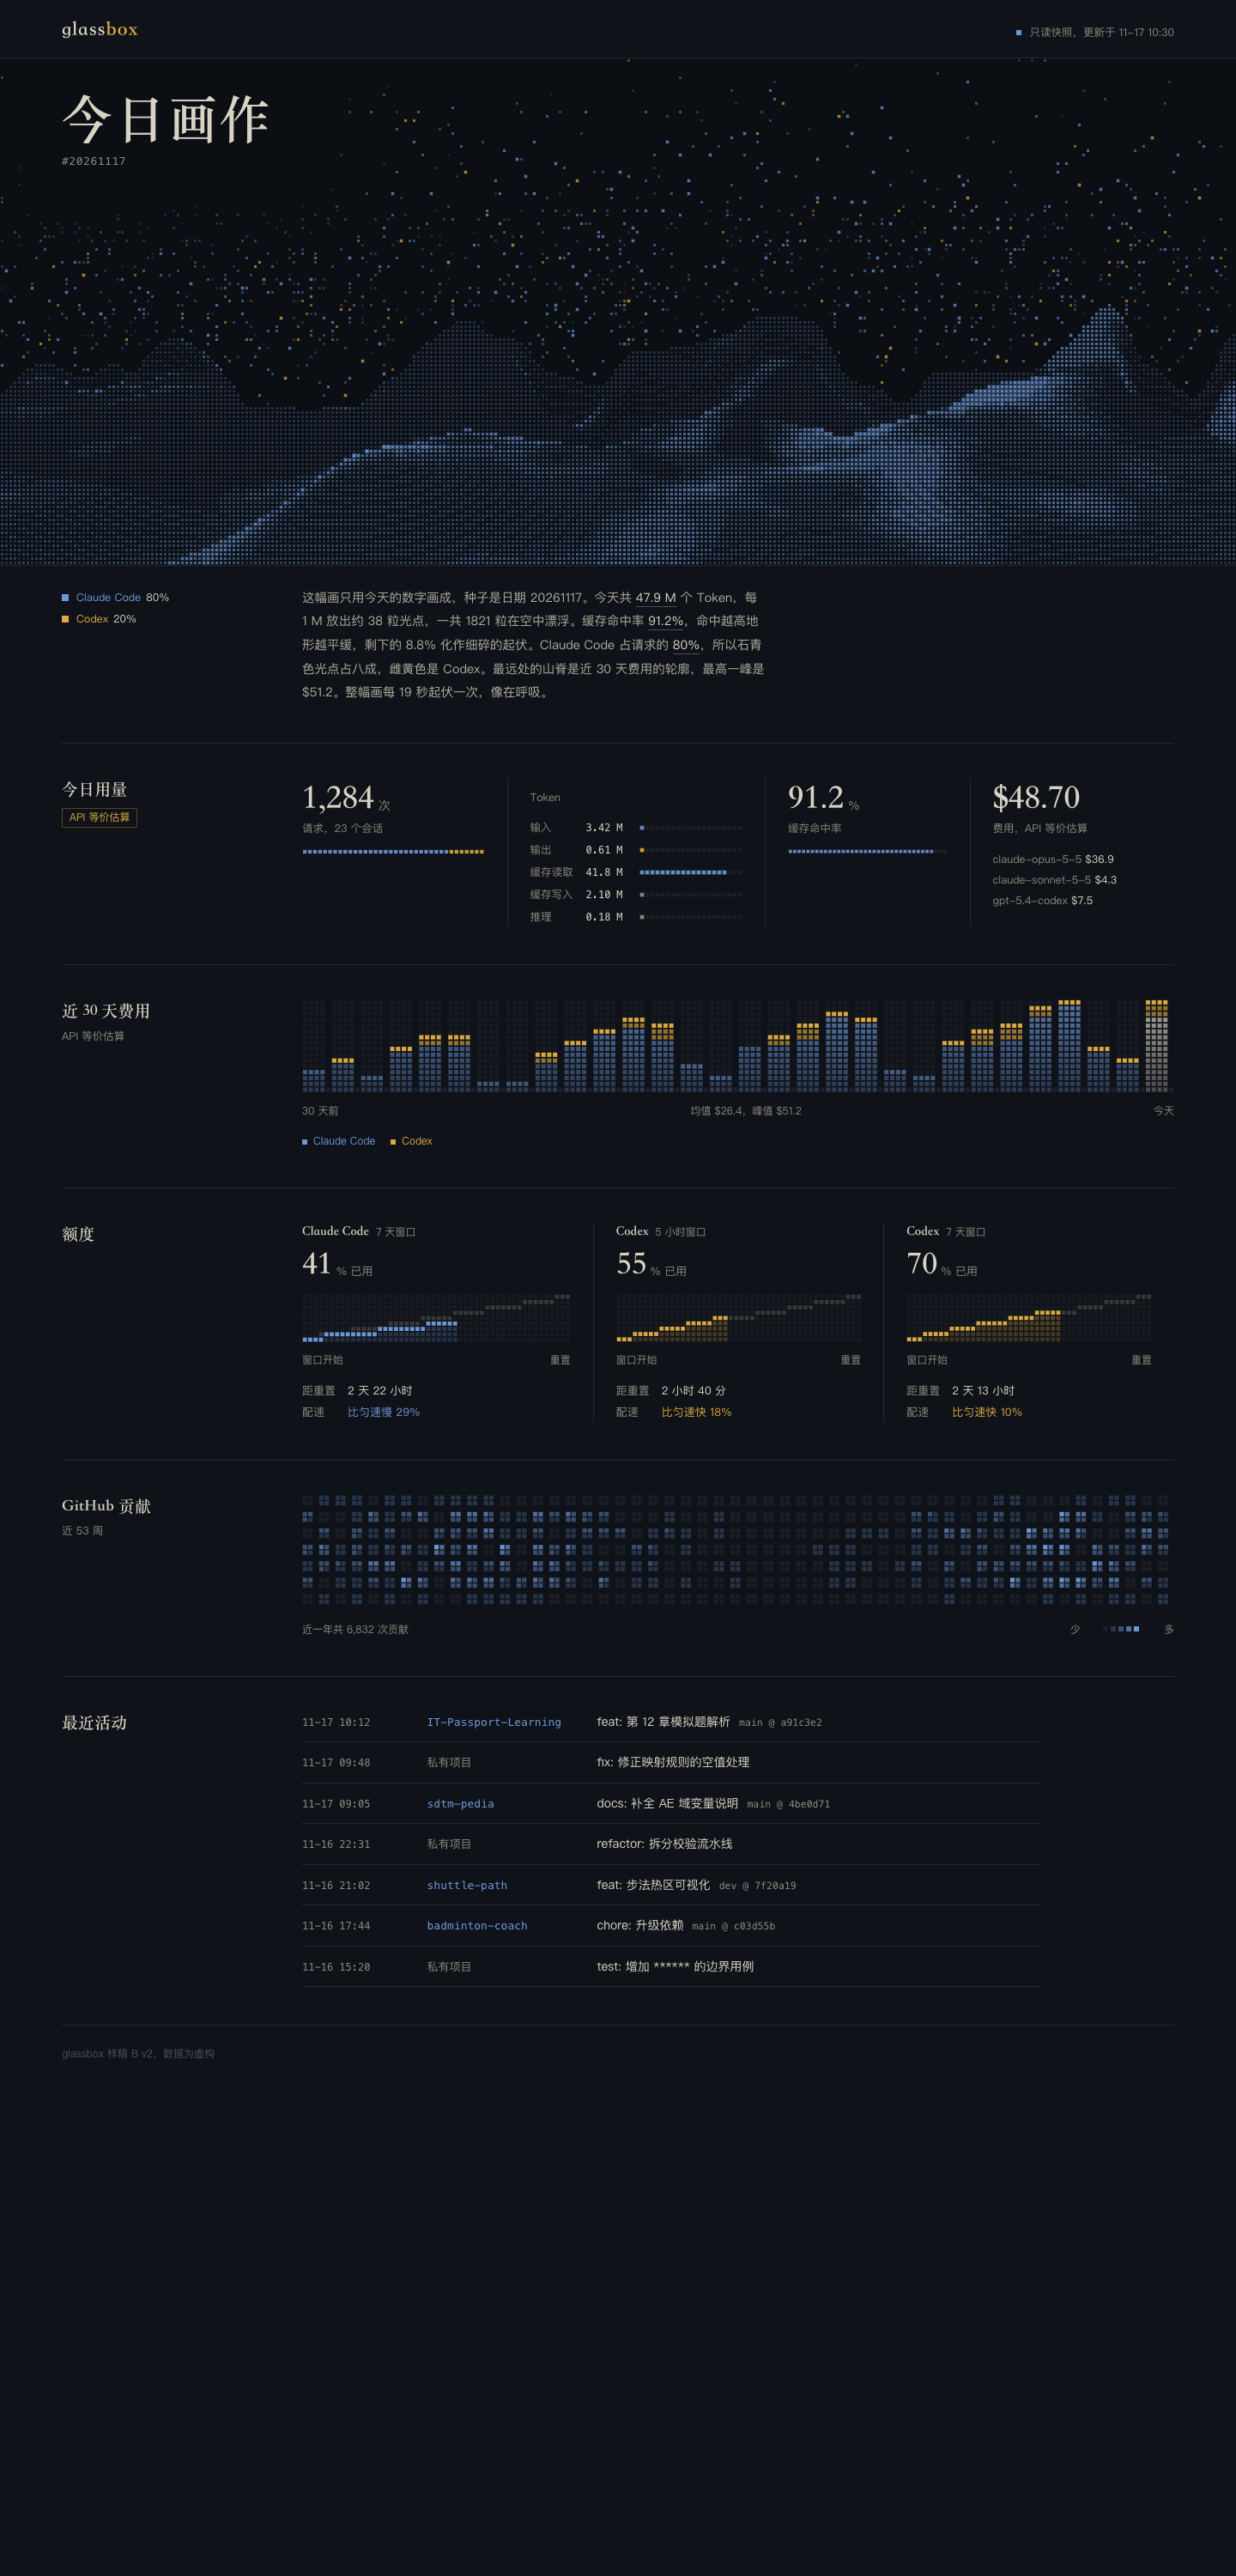 glassbox
只读快照，更新于 11-17 10:30
今日画作
#20261117
Claude Code 80%
Codex 20%
这幅画只用今天的数字画成，种子是日期 20261117。今天共 47.9 M 个 Token，每
1 M 放出约 38 粒光点，一共 1821 粒在空中漂浮。缓存命中率 91.2%，命中越高地
形越平缓，剩下的 8.8% 化作细碎的起伏。Claude Code 占请求的 80%，所以石青
色光点占八成，雌黄色是 Codex。最远处的山脊是近 30 天费用的轮廓，最高一峰是
$51.2。整幅画每 19 秒起伏一次，像在呼吸。
今日用量
API 等价估算
1,284 次
请求，23 个会话
Token
输入 3.42 M
输出 0.61 M
缓存读取 41.8 M
缓存写入 2.10 M
推理 0.18 M
91.2 %
缓存命中率
$48.70
费用，API 等价估算
claude-opus-5-5 $36.9
claude-sonnet-5-5 $4.3
gpt-5.4-codex $7.5
近 30 天费用
API 等价估算
30 天前
均值 $26.4，峰值 $51.2
今天
Claude Code
Codex
额度
Claude Code 7 天窗口
41 % 已用
窗口开始
重置
距重置 2 天 22 小时
配速 比匀速慢 29%
Codex 5 小时窗口
55 % 已用
窗口开始
重置
距重置 2 小时 40 分
配速 比匀速快 18%
Codex 7 天窗口
70 % 已用
窗口开始
重置
距重置 2 天 13 小时
配速 比匀速快 10%
GitHub 贡献
近 53 周
近一年共 6,832 次贡献
少
多
最近活动
11-17 10:12 IT-Passport-Learning feat: 第 12 章模拟题解析 main @ a91c3e2
11-17 09:48 私有项目 fix: 修正映射规则的空值处理
11-17 09:05 sdtm-pedia docs: 补全 AE 域变量说明 main @ 4be0d71
11-16 22:31 私有项目 refactor: 拆分校验流水线
11-16 21:02 shuttle-path feat: 步法热区可视化 dev @ 7f20a19
11-16 17:44 badminton-coach chore: 升级依赖 main @ c03d55b
11-16 15:20 私有项目 test: 增加 ****** 的边界用例
glassbox 样稿 B v2，数据为虚构